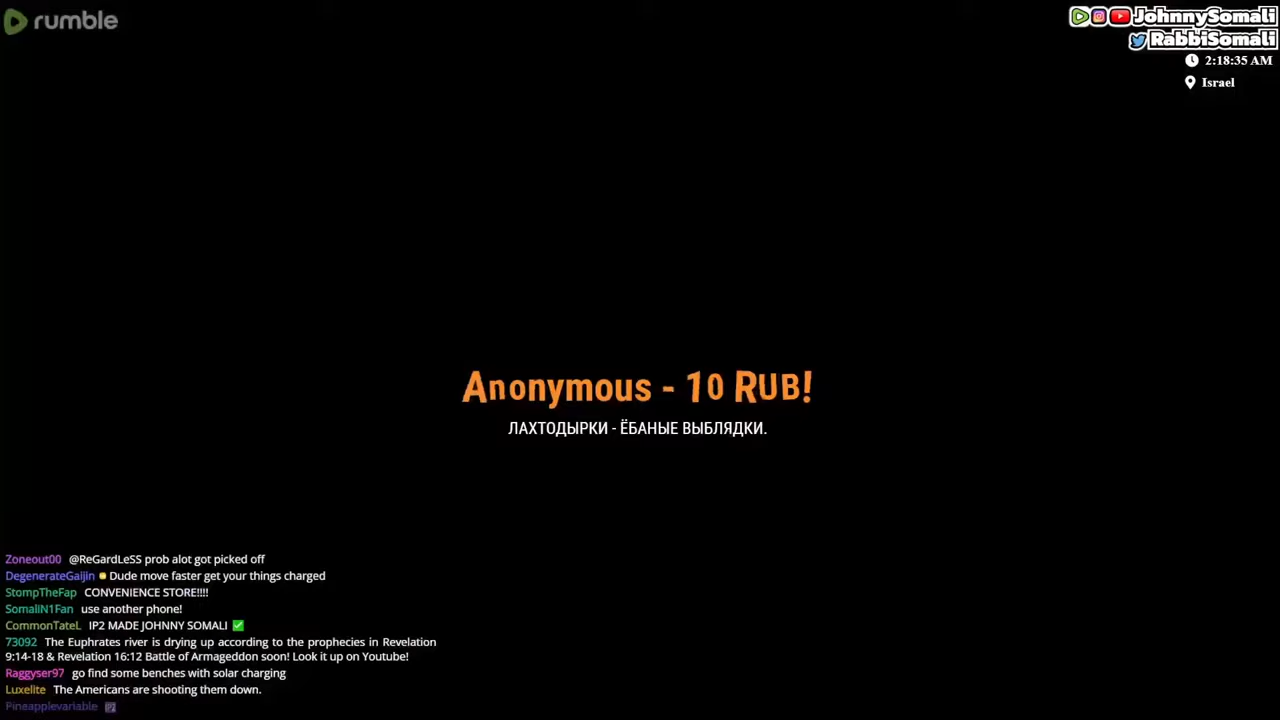 rumble
JohnnySomali
RabbiSomali
2:18:35 AM
Israel
Anonymous - 10 RUB!
ЛАХТОДЫРКИ - ЁБАНЫЕ ВЫБЛЯДКИ.
Zoneout00 @ReGardLeSS prob alot got picked off
DegenerateGaijin Dude move faster get your things charged
StompTheFap CONVENIENCE STORE!!!!
SomaliN1Fan use another phone!
CommonTateL IP2 MADE JOHNNY SOMALI ✅
73092 The Euphrates river is drying up according to the prophecies in Revelation
9:14-18 & Revelation 16:12 Battle of Armageddon soon! Look it up on Youtube!
Raggyser97 go find some benches with solar charging
Luxelite The Americans are shooting them down.
Pineapplevariable